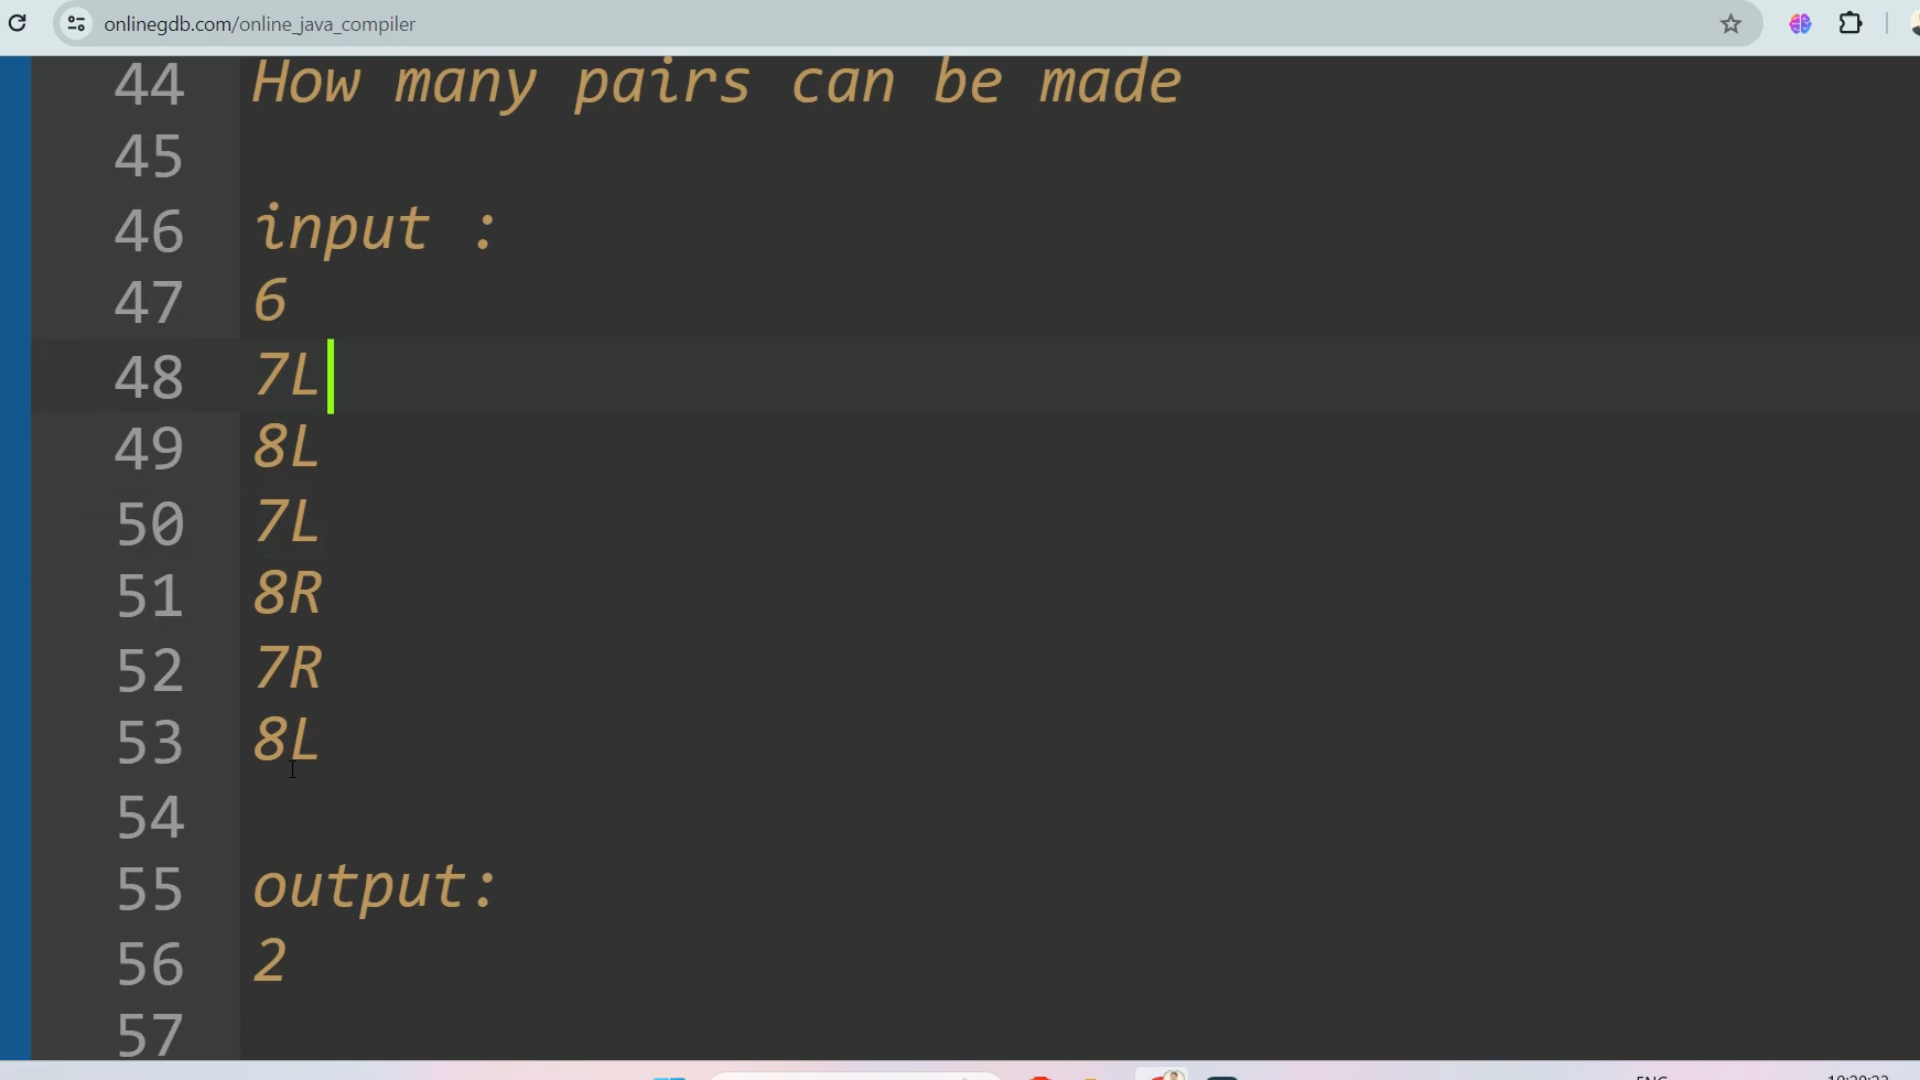 onlinegdb.com/online_java_compiler
44 How many pairs can be made
45
46 input :
47 6
48 7L
49 8L
50 7L
51 8R
52 7R
53 8L
54
55 output:
56 2
57